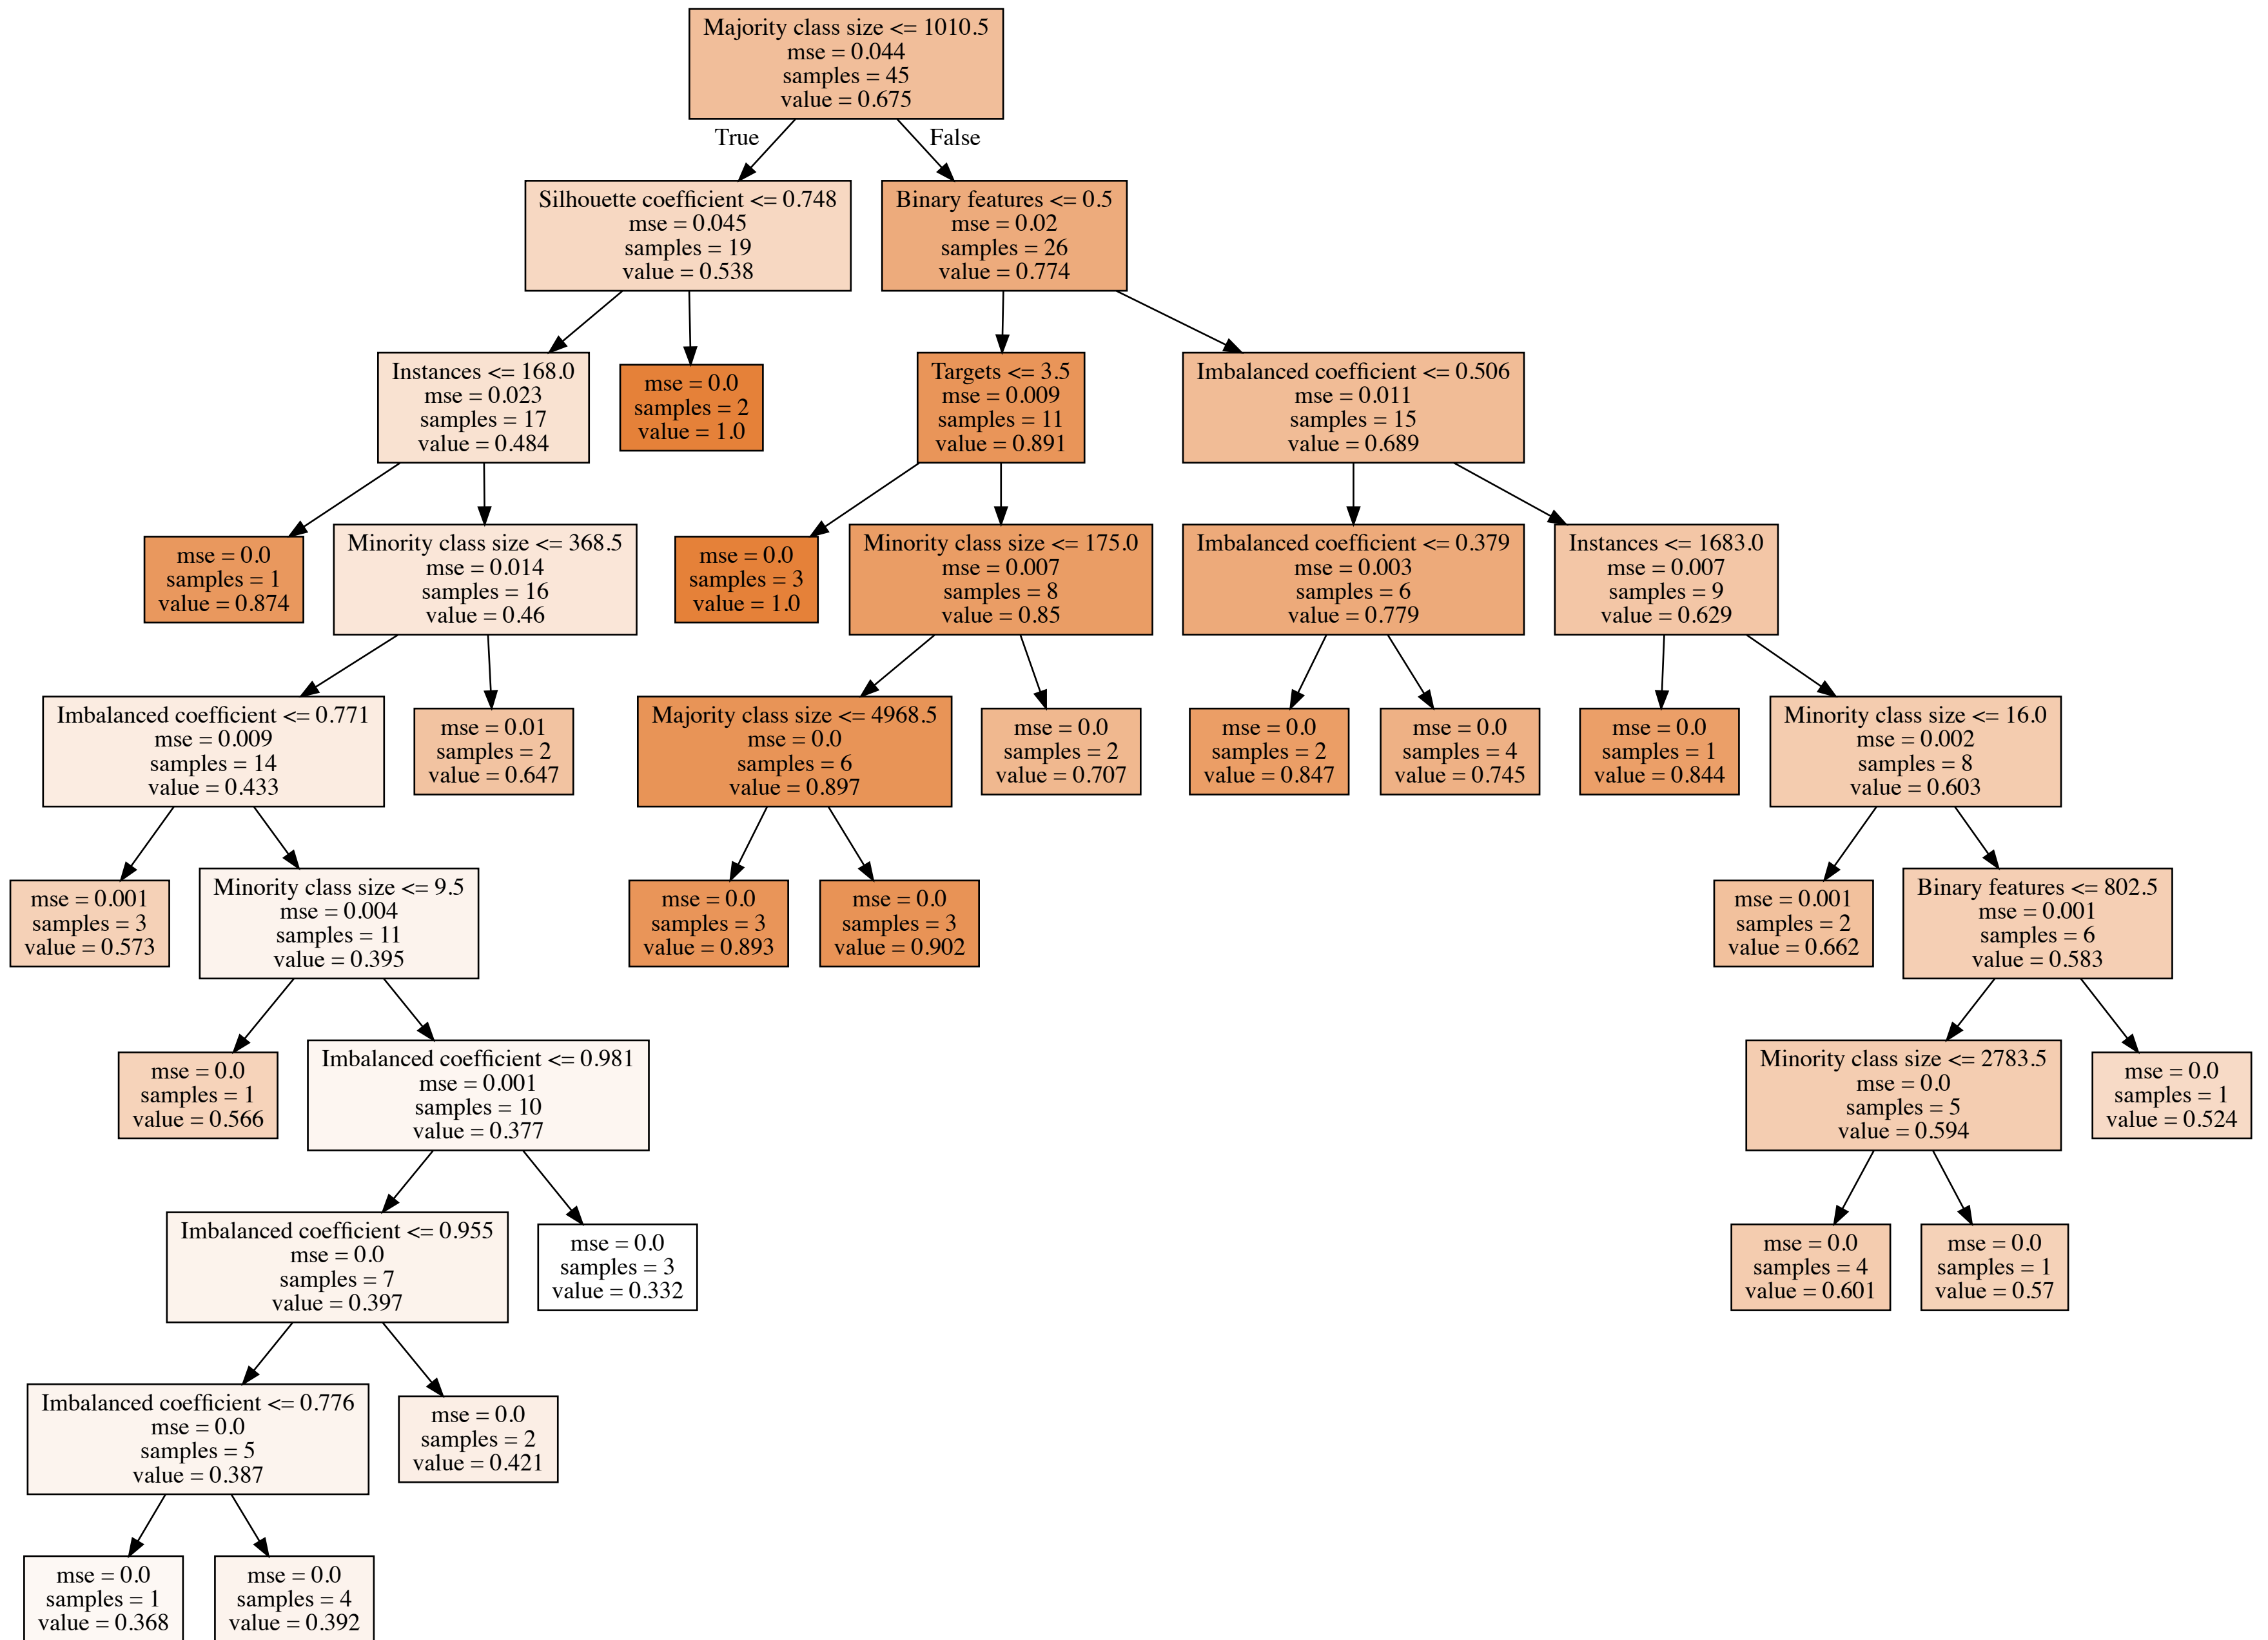 Majority class size <= 1010.5
mse = 0.044
samples = 45
value = 0.675
True
False
Silhouette coefficient <= 0.748
mse = 0.045
samples = 19
value = 0.538
Binary features <= 0.5
mse = 0.02
samples = 26
value = 0.774
Instances <= 168.0
mse = 0.023
samples = 17
value = 0.484
mse = 0.0
samples = 2
value = 1.0
Targets <= 3.5
mse = 0.009
samples = 11
value = 0.891
Imbalanced coefficient <= 0.506
mse = 0.011
samples = 15
value = 0.689
mse = 0.0
samples = 1
value = 0.874
Minority class size <= 368.5
mse = 0.014
samples = 16
value = 0.46
mse = 0.0
samples = 3
value = 1.0
Minority class size <= 175.0
mse = 0.007
samples = 8
value = 0.85
Imbalanced coefficient <= 0.379
mse = 0.003
samples = 6
value = 0.779
Instances <= 1683.0
mse = 0.007
samples = 9
value = 0.629
Imbalanced coefficient <= 0.771
mse = 0.009
samples = 14
value = 0.433
mse = 0.01
samples = 2
value = 0.647
Majority class size <= 4968.5
mse = 0.0
samples = 6
value = 0.897
mse = 0.0
samples = 2
value = 0.707
mse = 0.0
samples = 2
value = 0.847
mse = 0.0
samples = 4
value = 0.745
mse = 0.0
samples = 1
value = 0.844
Minority class size <= 16.0
mse = 0.002
samples = 8
value = 0.603
mse = 0.001
samples = 3
value = 0.573
Minority class size <= 9.5
mse = 0.004
samples = 11
value = 0.395
mse = 0.0
samples = 3
value = 0.893
mse = 0.0
samples = 3
value = 0.902
mse = 0.001
samples = 2
value = 0.662
Binary features <= 802.5
mse = 0.001
samples = 6
value = 0.583
mse = 0.0
samples = 1
value = 0.566
Imbalanced coefficient <= 0.981
mse = 0.001
samples = 10
value = 0.377
Minority class size <= 2783.5
mse = 0.0
samples = 5
value = 0.594
mse = 0.0
samples = 1
value = 0.524
Imbalanced coefficient <= 0.955
mse = 0.0
samples = 7
value = 0.397
mse = 0.0
samples = 3
value = 0.332
mse = 0.0
samples = 4
value = 0.601
mse = 0.0
samples = 1
value = 0.57
Imbalanced coefficient <= 0.776
mse = 0.0
samples = 5
value = 0.387
mse = 0.0
samples = 2
value = 0.421
mse = 0.0
samples = 1
value = 0.368
mse = 0.0
samples = 4
value = 0.392